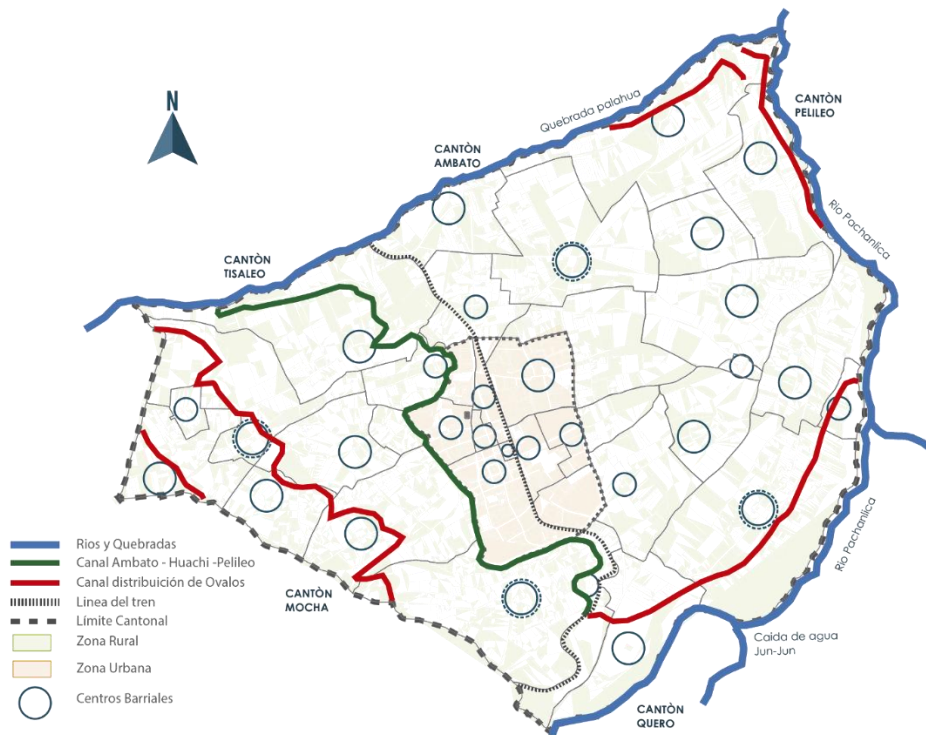 N
Quebrada palahua
CANTÒN
PELILEO
CANTÒN
AMBATO
Rio Pachanlica
CANTÒN
TISALEO
Rios y Quebradas
Canal Ambato - Huachi -Pelileo
Canal distribuición de Ovalos
Linea del tren
Límite Cantonal
Zona Rural
Zona Urbana
Centros Barriales
CANTÒN
MOCHA
Rio Pachanlica
Caida de agua
Jun-Jun
CANTÒN
QUERO